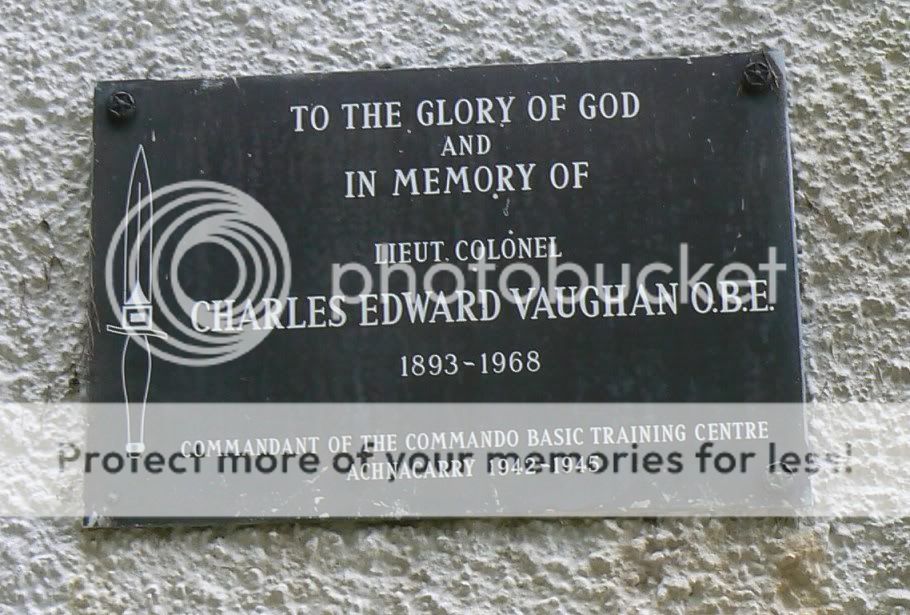 TO THE GLORY OF GOD
AND
IN MEMORY OF
LIEUT. COLONEL
photobucket
CHARLES EDWARD VAUGHAN O.B.E.
1893-1968
COMMANDANT OF THE COMMANDO BASIC TRAINING CENTRE
Protect more of your memories for less!
ACHNACARRY 1942-1945